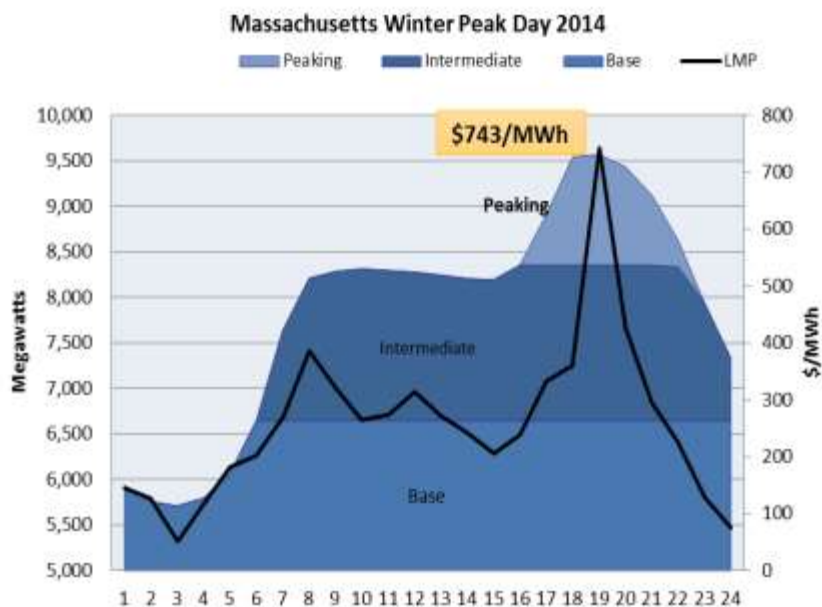 Massachusetts Winter Peak Day 2014
Peaking Intermediate Base LMP
10,000
9,500
9,000
8,500
8,000
7,500
7,000
6,500
6,000
5,500
5,000
Megawatts
$743/MWh
Peaking
Intermediate
Base
800
700
600
500
400
300
200
100
0
$/MWh
1 2 3 4 5 6 7 8 9 10 11 12 13 14 15 16 17 18 19 20 21 22 23 24